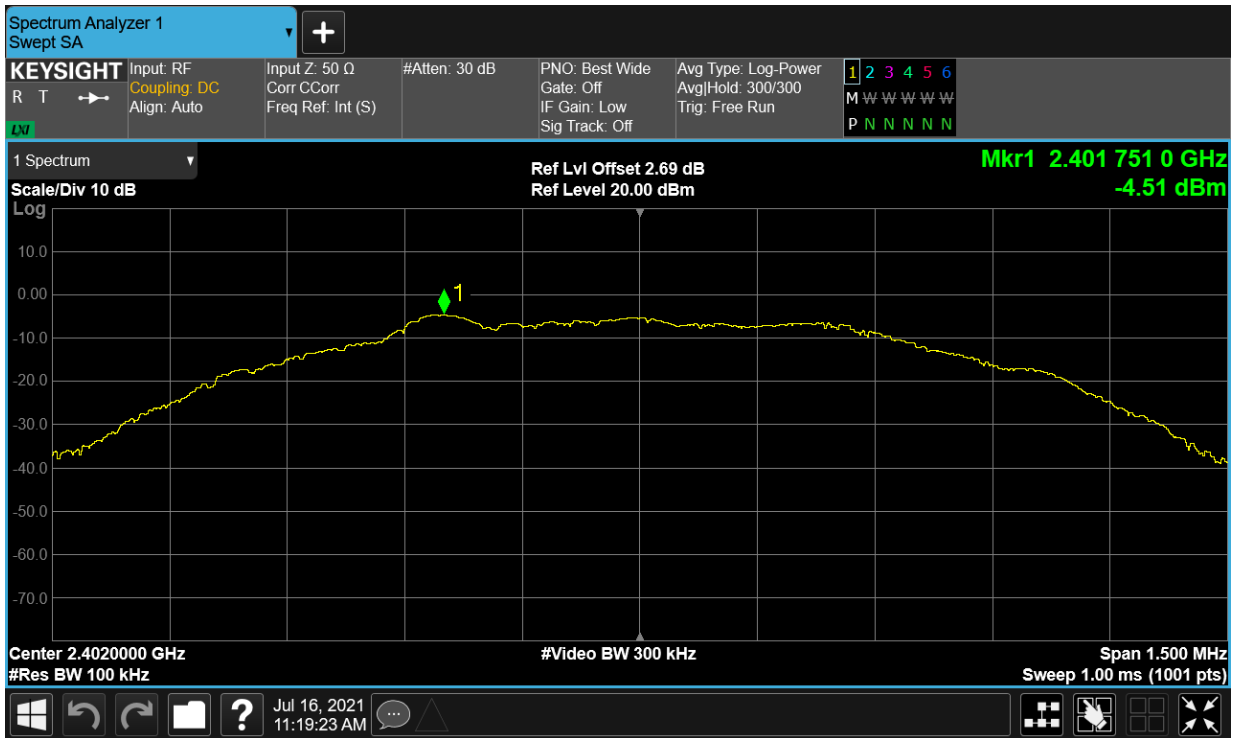 Spectrum Analyzer 1
Swept SA
KEYSIGHT
R T
LXI
Input: RF
Coupling: DC
Align: Auto
Input Z: 50 Ω
Corr CCorr
Freq Ref: Int (S)
#Atten: 30 dB
PNO: Best Wide
Gate: Off
IF Gain: Low
Sig Track: Off
Avg Type: Log-Power
Avg|Hold: 300/300
Trig: Free Run
1 2 3 4 5 6
M W W W W W
P N N N N N
1 Spectrum
Scale/Div 10 dB
Log
Ref Lvl Offset 2.69 dB
Ref Level 20.00 dBm
Mkr1 2.401 751 0 GHz
-4.51 dBm
10.0
0.00
1
-10.0
-20.0
-30.0
-40.0
-50.0
-60.0
-70.0
Center 2.4020000 GHz
#Video BW 300 kHz
Span 1.500 MHz
#Res BW 100 kHz
Sweep 1.00 ms (1001 pts)
?
Jul 16, 2021
11:19:23 AM